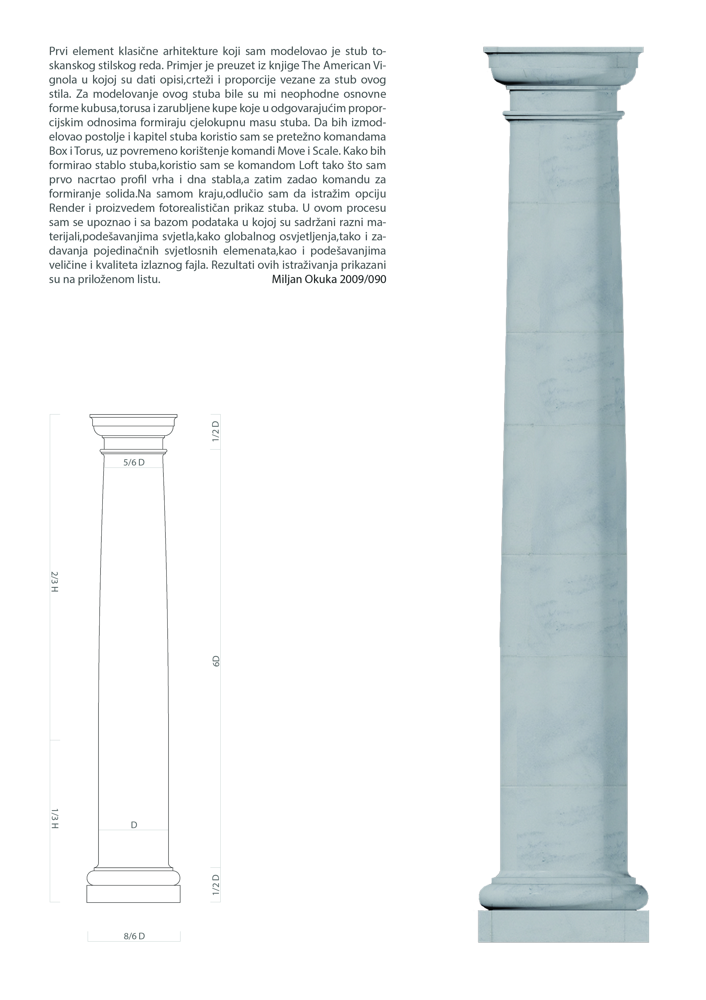 Prvi element klasične arhitekture koji sam modelovao je stub to-
skanskog stilskog reda. Primjer je preuzet iz knjige The American Vi-
gnola u kojoj su dati opisi,crteži i proporcije vezane za stub ovog
stila. Za modelovanje ovog stuba bile su mi neophodne osnovne
forme kubusa,torusa i zarubljene kupe koje u odgovarajućim propor-
cijskim odnosima formiraju cjelokupnu masu stuba. Da bih izmod-
elovao postolje i kapitel stuba koristio sam se pretežno komandama
Box i Torus, uz povremeno korištenje komandi Move i Scale. Kako bih
formirao stablo stuba,koristio sam se komandom Loft tako što sam
prvo nacrtao profil vrha i dna stabla,a zatim zadao komandu za
formiranje solida.Na samom kraju,odlučio sam da istražim opciju
Render i proizvedem fotorealističan prikaz stuba. U ovom procesu
sam se upoznao i sa bazom podataka u kojoj su sadržani razni ma-
terijali,podešavanjima svjetla,kako globalnog osvjetljenja,tako i za-
davanja pojedinačnih svjetlosnih elemenata,kao i podešavanjima
veličine i kvaliteta izlaznog fajla. Rezultati ovih istraživanja prikazani
su na priloženom listu. Miljan Okuka 2009/090
1/2 D
5/6 D
2/3 H
6D
1/3 H
D
1/2 D
8/6 D